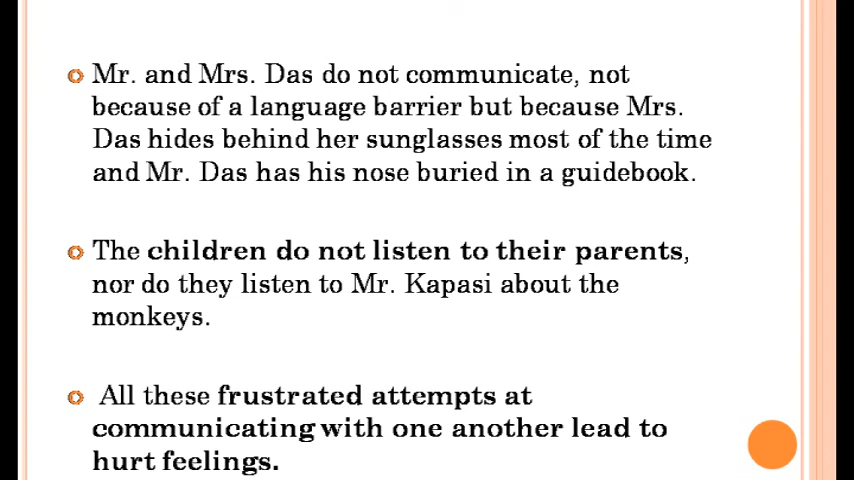 Mr. and Mrs. Das do not communicate, not
because of a language barrier but because Mrs.
Das hides behind her sunglasses most of the time
and Mr. Das has his nose buried in a guidebook.
The children do not listen to their parents,
nor do they listen to Mr. Kapasi about the
monkeys.
All these frustrated attempts at
communicating with one another lead to
hurt feelings.